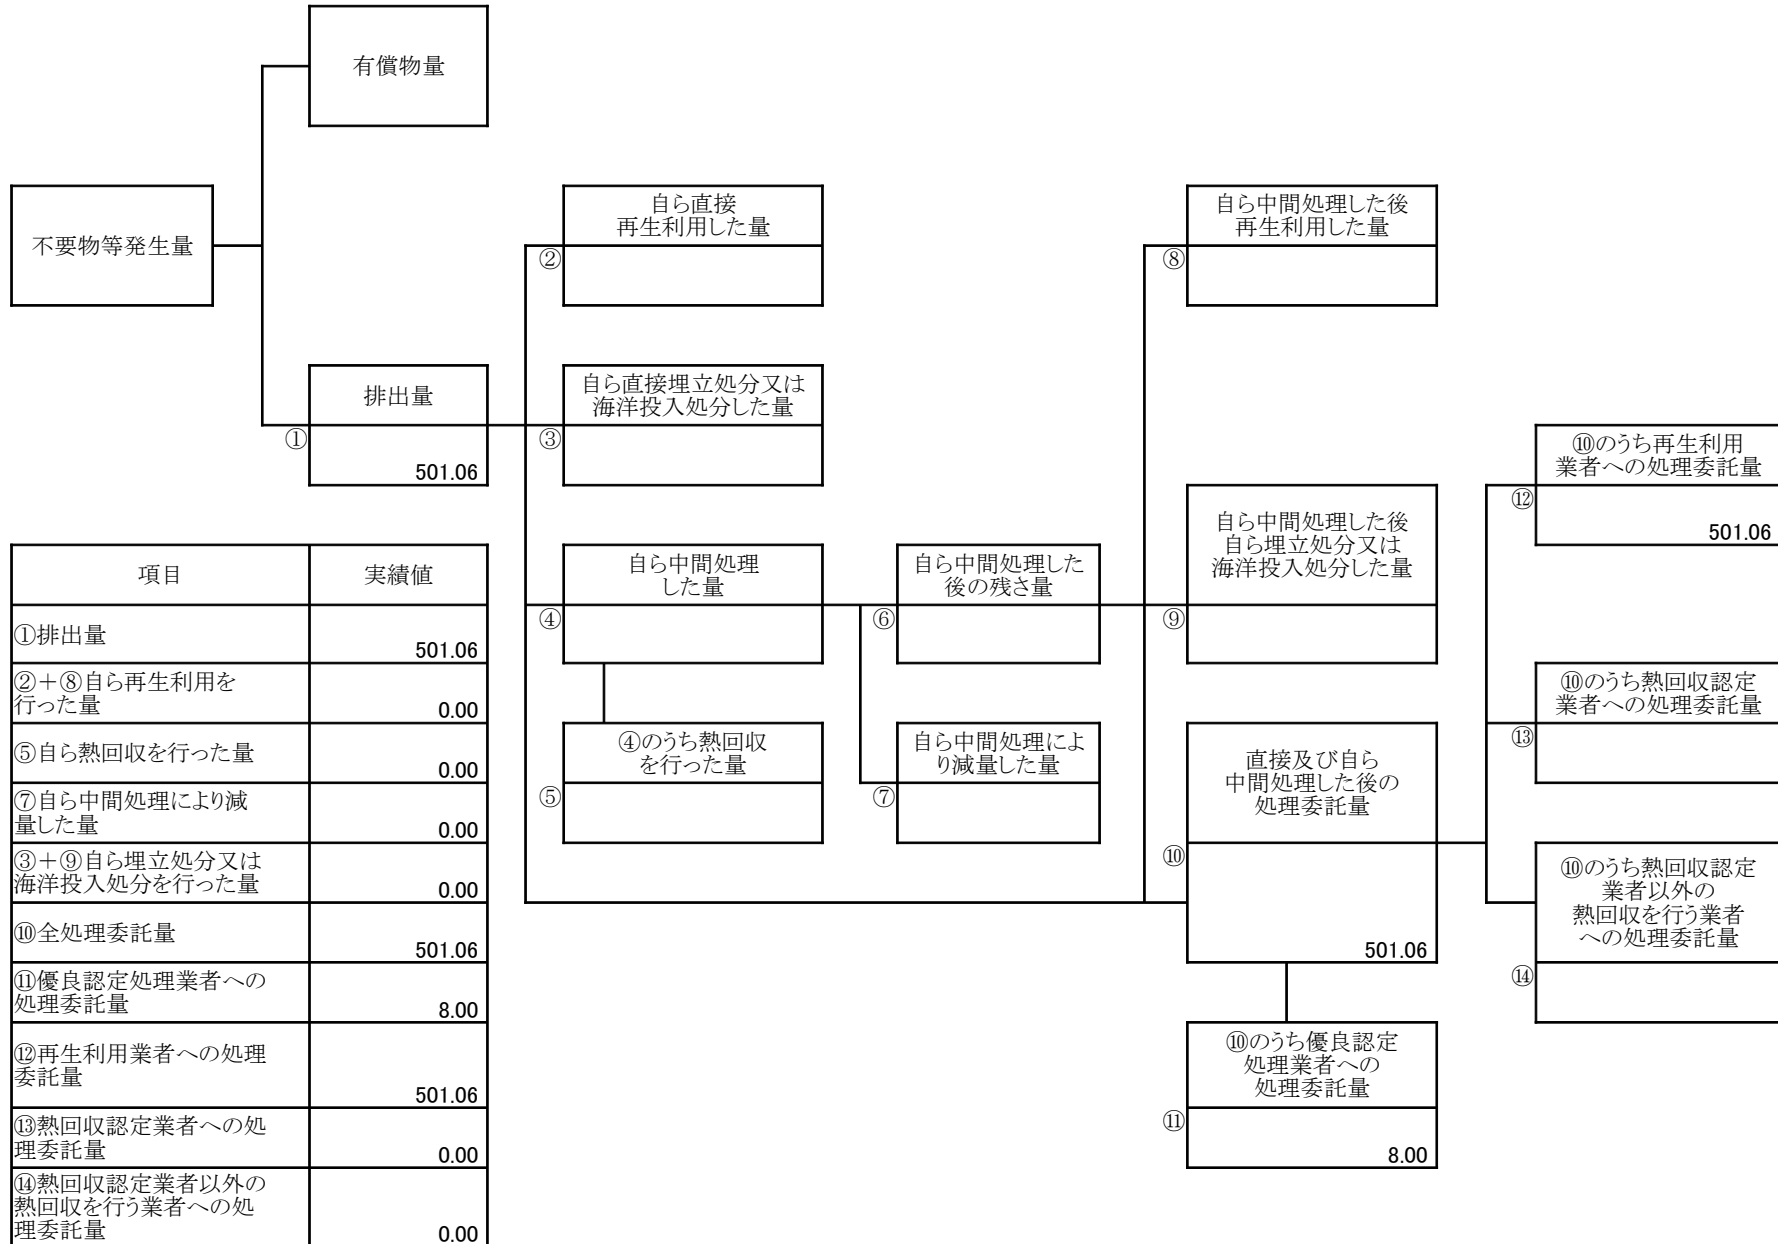 有償物量
不要物等発生量
自ら直接
再生利用した量
②
自ら中間処理した後
再生利用した量
⑧
排出量
①
501.06
自ら直接埋立処分又は
海洋投入処分した量
③
⑩のうち再生利用
業者への処理委託量
⑫
501.06
自ら中間処理
した量
④
自ら中間処理した
後の残さ量
⑥
自ら中間処理した後
自ら埋立処分又は
海洋投入処分した量
⑨
⑩のうち熱回収認定
業者への処理委託量
⑬
④のうち熱回収
を行った量
⑤
自ら中間処理によ
り減量した量
⑦
直接及び自ら
中間処理した後の
処理委託量
⑩
501.06
⑩のうち熱回収認定
業者以外の
熱回収を行う業者
への処理委託量
⑭
⑩のうち優良認定
処理業者への
処理委託量
⑪
8.00
項目 実績値
①排出量
501.06
②＋⑧自ら再生利用を
行った量
0.00
⑤自ら熱回収を行った量
0.00
⑦自ら中間処理により減
量した量
0.00
③＋⑨自ら埋立処分又は
海洋投入処分を行った量
0.00
⑩全処理委託量
501.06
⑪優良認定処理業者への
処理委託量
8.00
⑫再生利用業者への処理
委託量
501.06
⑬熱回収認定業者への処
理委託量
0.00
⑭熱回収認定業者以外の
熱回収を行う業者への処
理委託量
0.00